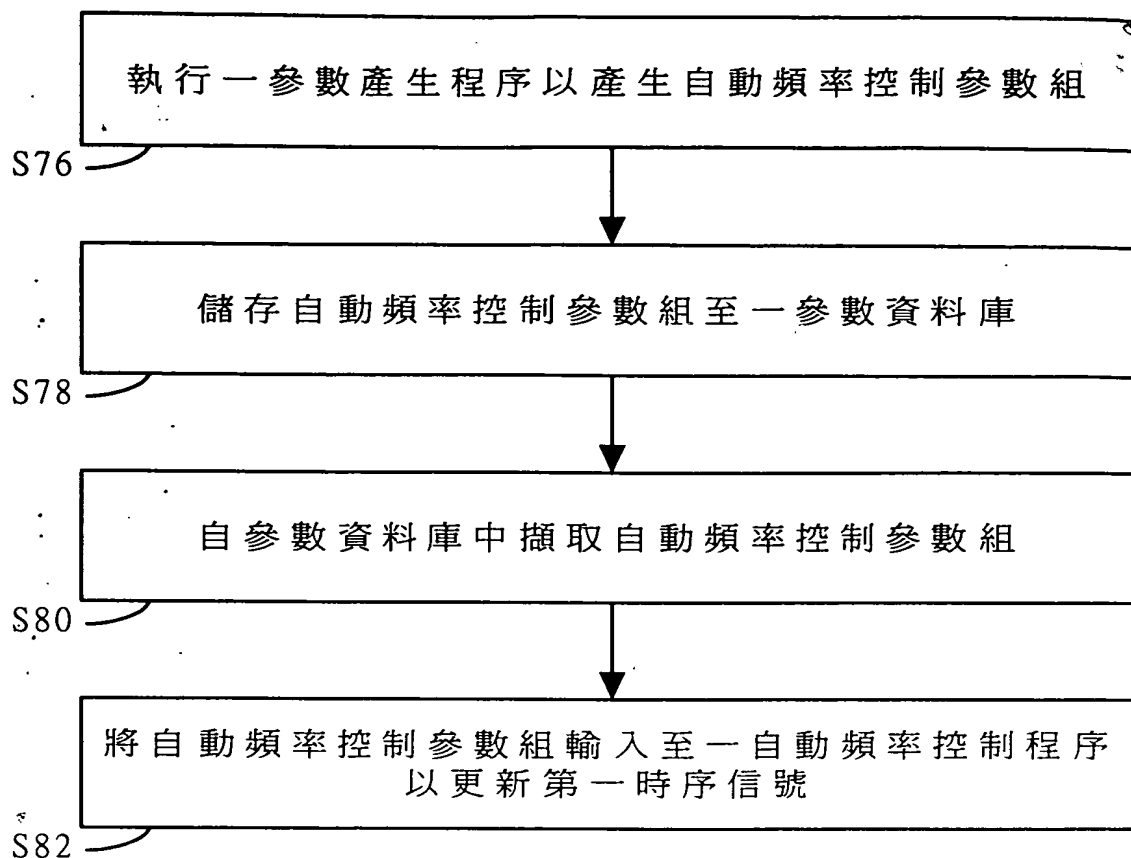 執行一參數產生程序以產生自動頻率控制參數組
S76
儲存自動頻率控制參數組至一參數資料庫
S78
自參數資料庫中擷取自動頻率控制參數組
S80
將自動頻率控制參數組輸入至一自動頻率控制程序
以更新第一時序信號
S82